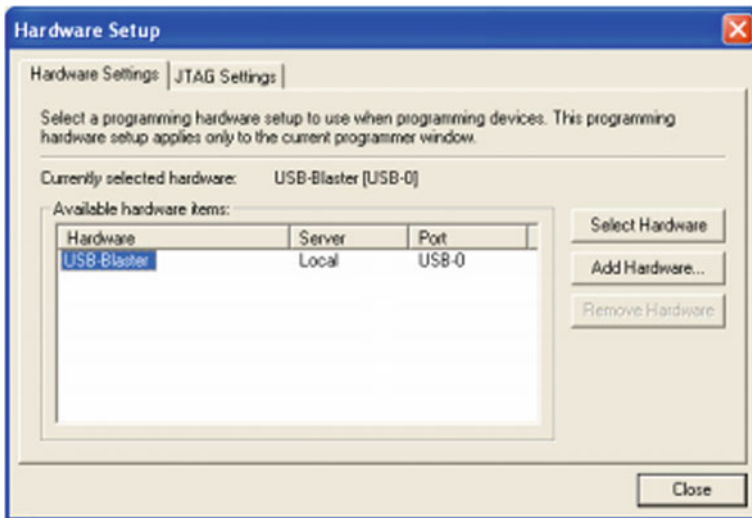 Hardware Setup
Hardware Settings JTAG Settings
Select a programming hardware setup to use when programming devices. This programming
hardware setup applies only to the current programmer window.
Currently selected hardware: USB-Blaster [USB-0]
Available hardware items:
Hardware Server Port
USB-Blaster Local USB-0
Select Hardware
Add Hardware...
Remove Hardware
Close